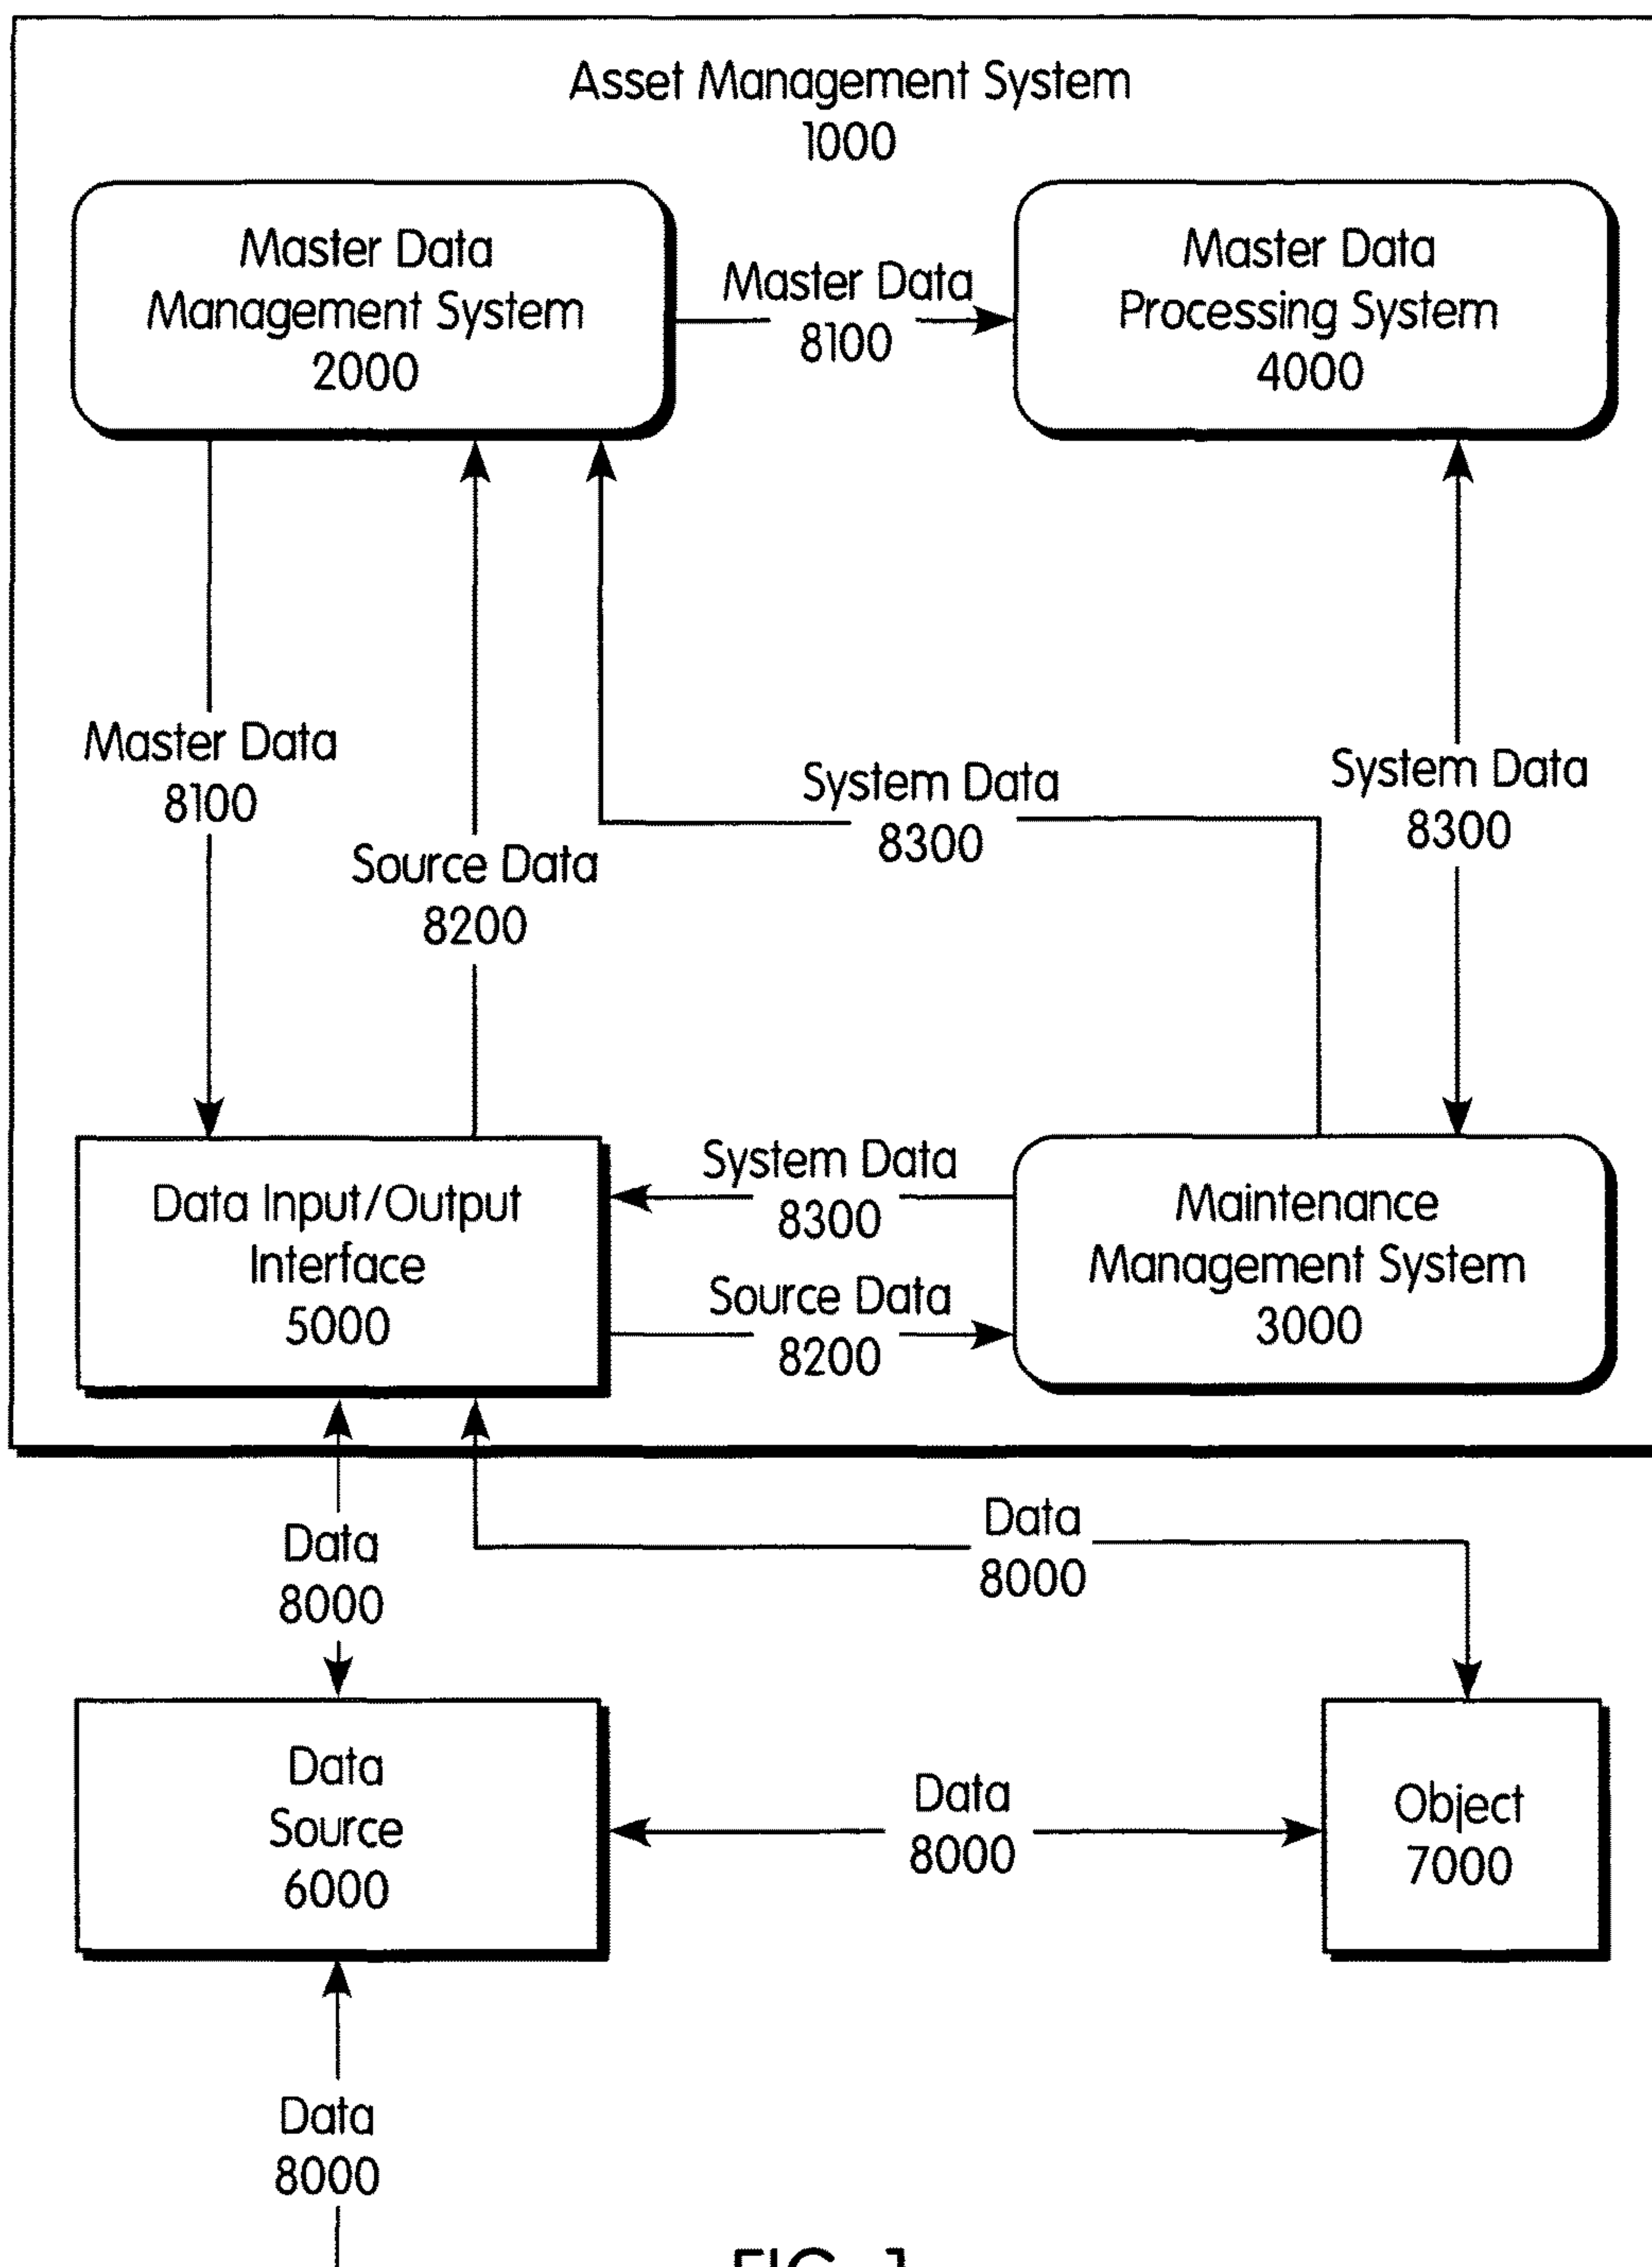 Asset Management System
1000
Master Data
Management System
2000
Master Data
8100
Master Data
Processing System
4000
Master Data
8100
Source Data
8200
System Data
8300
System Data
8300
Data Input/Output
Interface
5000
System Data
8300
Source Data
8200
Maintenance
Management System
3000
Data
8000
Data
8000
Data
Source
6000
Data
8000
Object
7000
Data
8000
FIG. 1